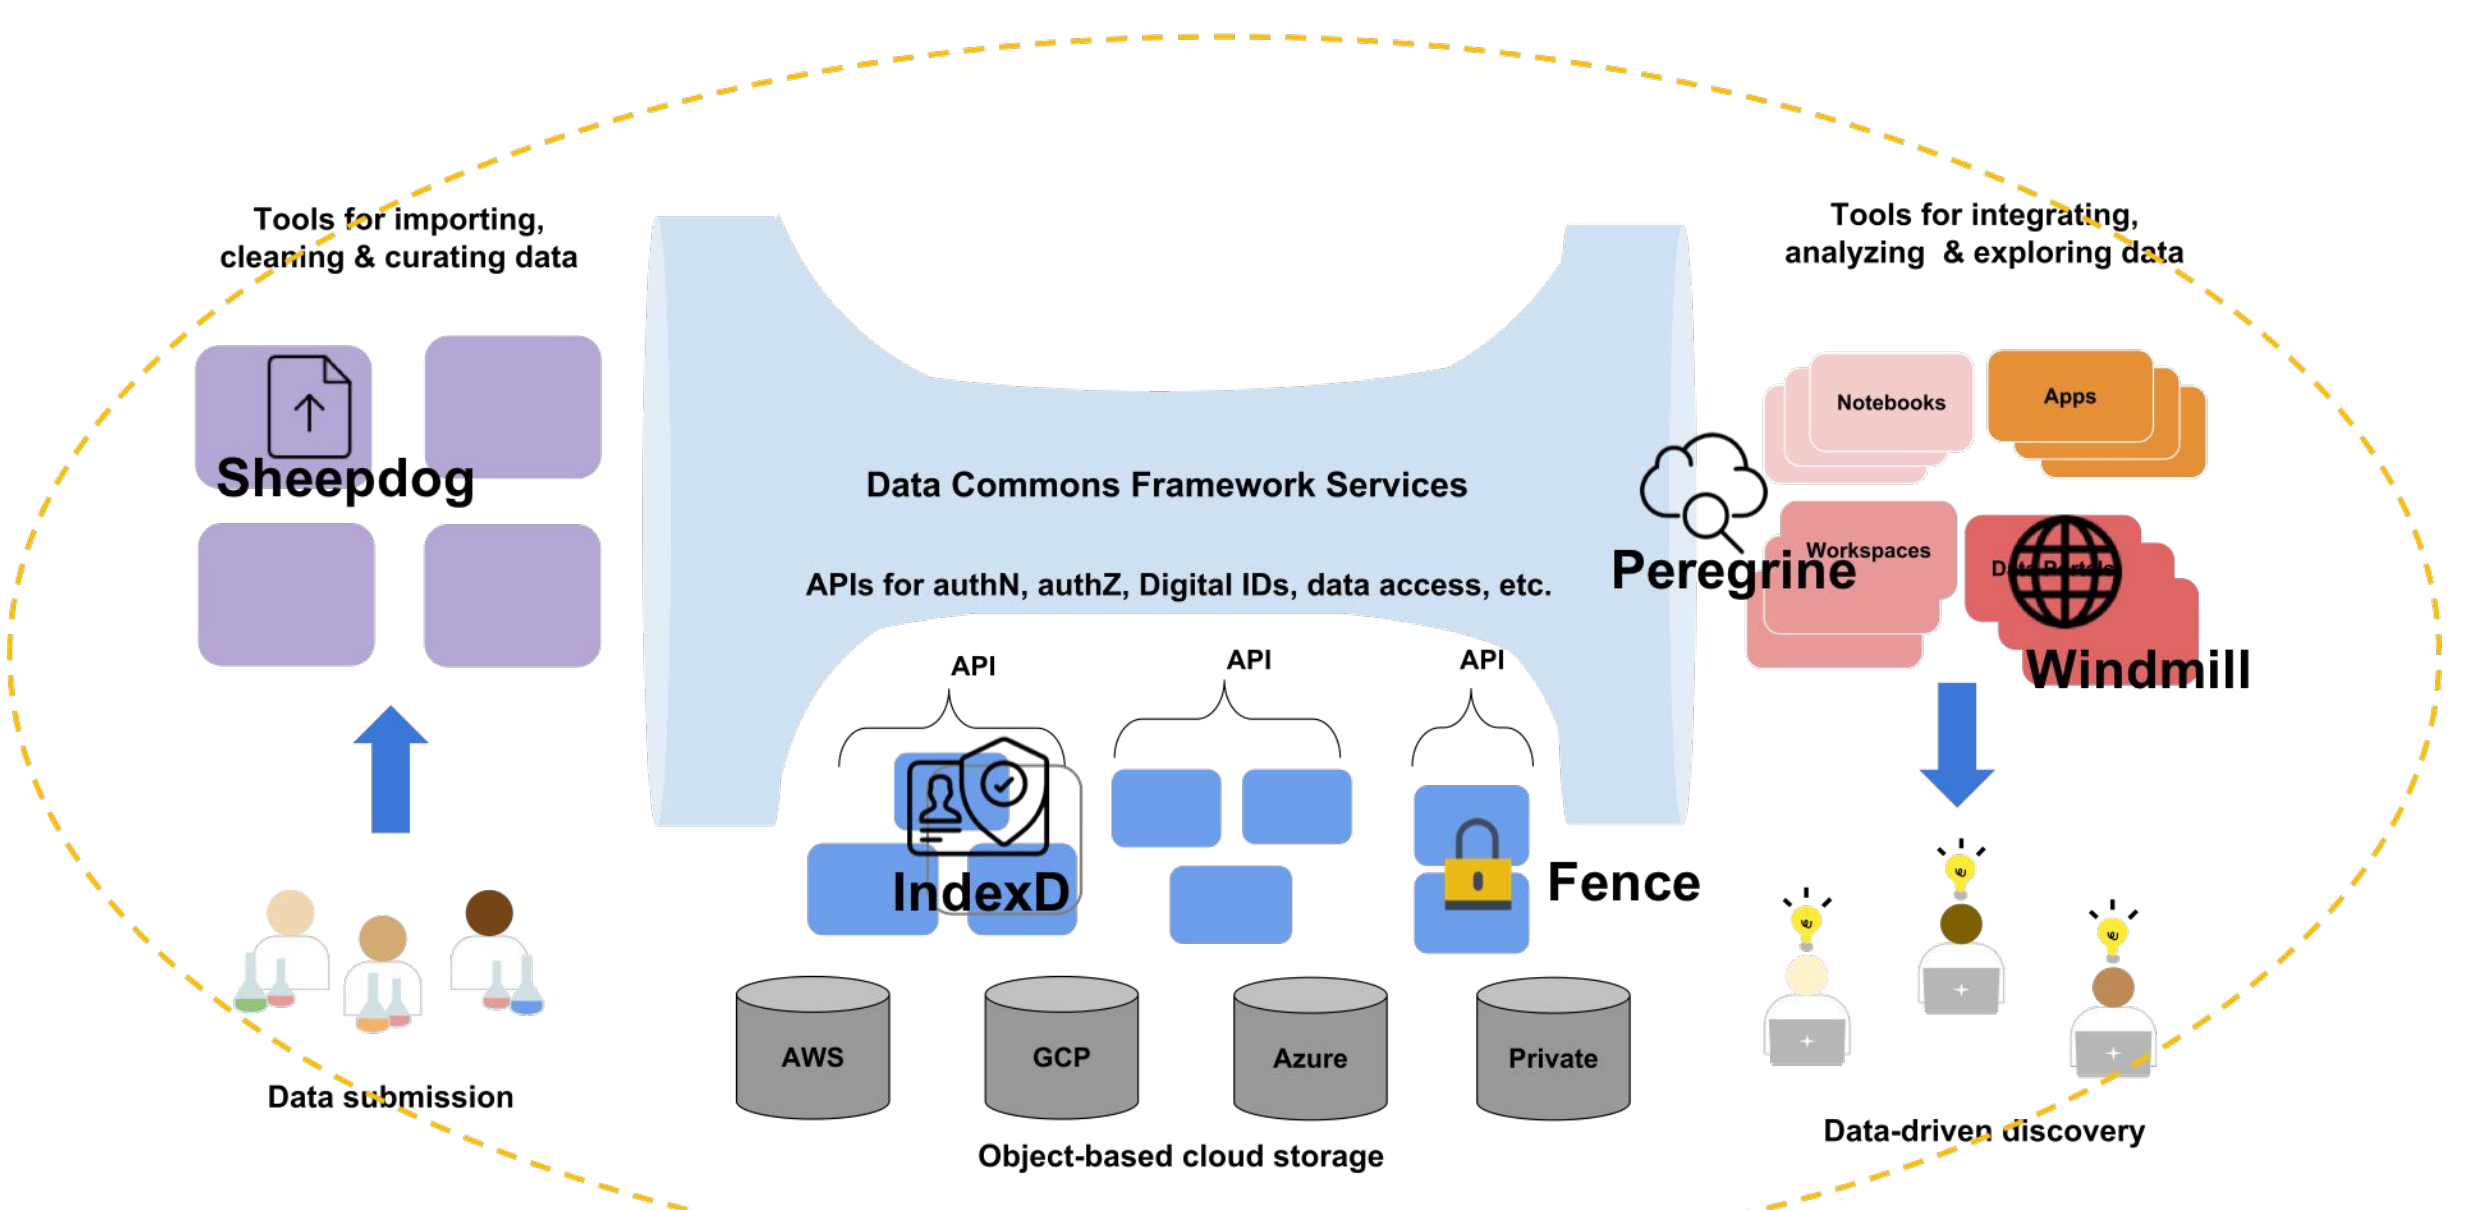 Tools for importing,
cleaning & curating data
Sheepdog
Data submission
Data Commons Framework Services
APIs for authN, authZ, Digital IDs, data access, etc.
API
API
API
IndexD
Fence
AWS
GCP
Azure
Private
Object-based cloud storage
Tools for integrating,
analyzing & exploring data
Notebooks
Apps
Peregrine
Workspaces
Data Portals
Windmill
Data-driven discovery